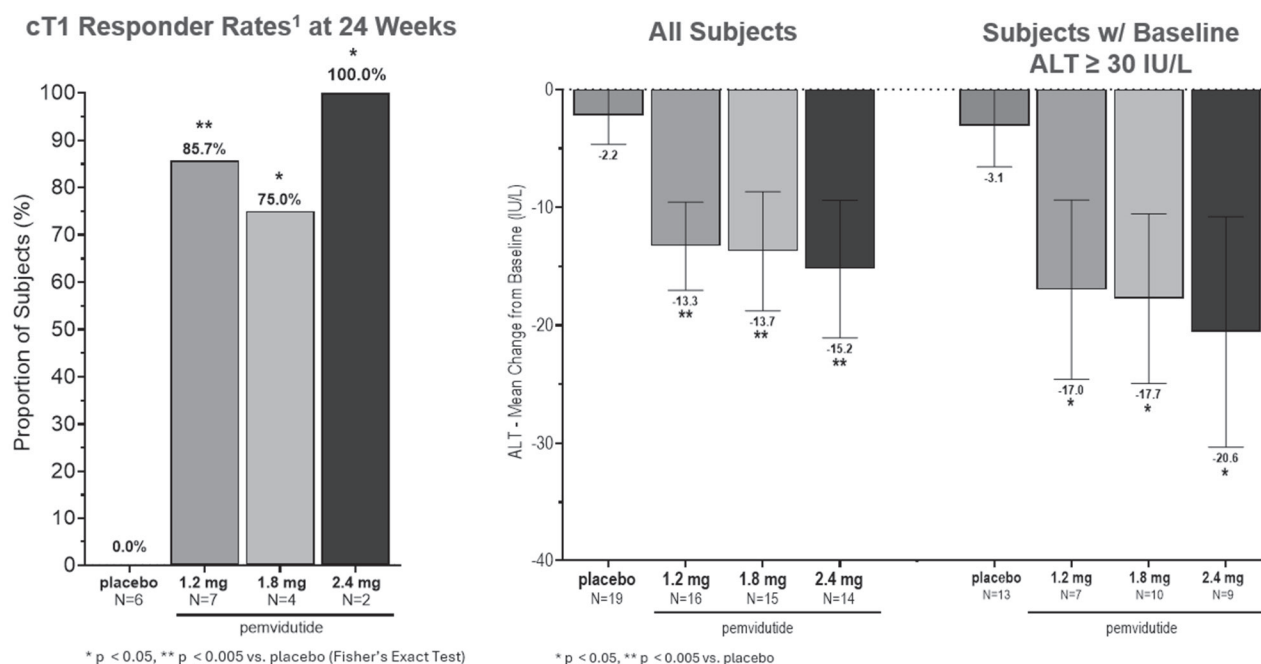 cT1 Responder Rates¹ at 24 Weeks
Proportion of Subjects (%)
100
90
80
70
60
50
40
30
20
10
0
0.0%
**
85.7%
*
75.0%
*
100.0%
placebo 1.2 mg 1.8 mg 2.4 mg
N=6 N=7 N=4 N=2
pemvidutide
* p < 0.05, ** p < 0.005 vs. placebo (Fisher's Exact Test)
All Subjects
Subjects w/ Baseline
ALT ≥ 30 IU/L
ALT - Mean Change from Baseline (IU/L)
-0
-10
-20
-30
-40
-2.2
-13.3
**
-13.7
**
-15.2
**
-3.1
-17.0
*
-17.7
*
-20.6
*
placebo 1.2 mg 1.8 mg 2.4 mg
N=19 N=16 N=15 N=14
pemvidutide
placebo 1.2 mg 1.8 mg 2.4 mg
N=13 N=7 N=10 N=9
pemvidutide
* p < 0.05, ** p < 0.005 vs. placebo